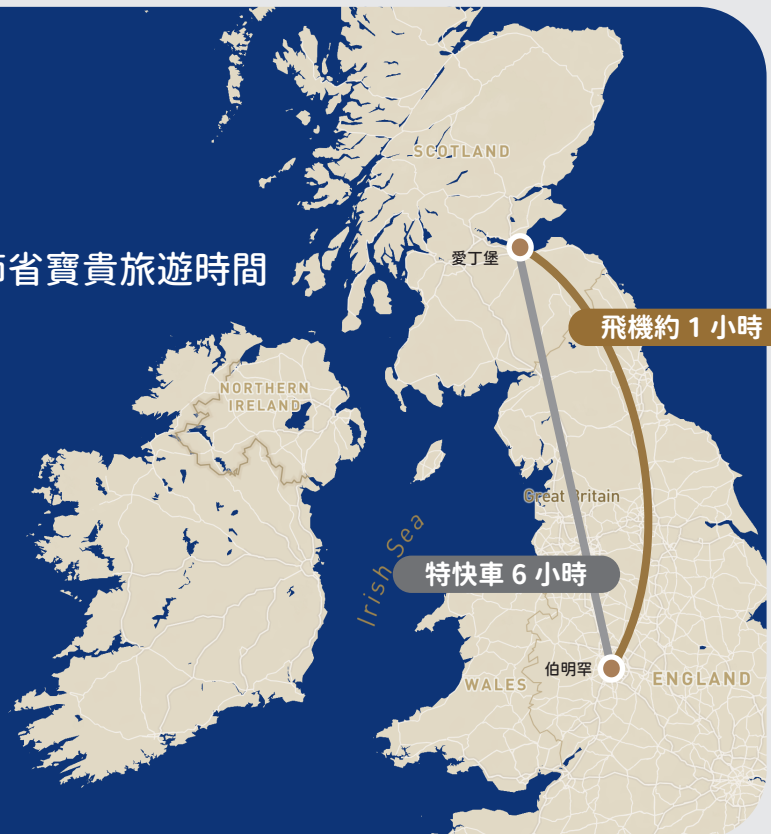 SCOTLAND
愛丁堡
省寶貴旅遊時間
飛機約 1 小時
NORTHERN
IRELAND
Great Britain
Irish Sea
特快車 6 小時
伯明罕
WALES
ENGLAND